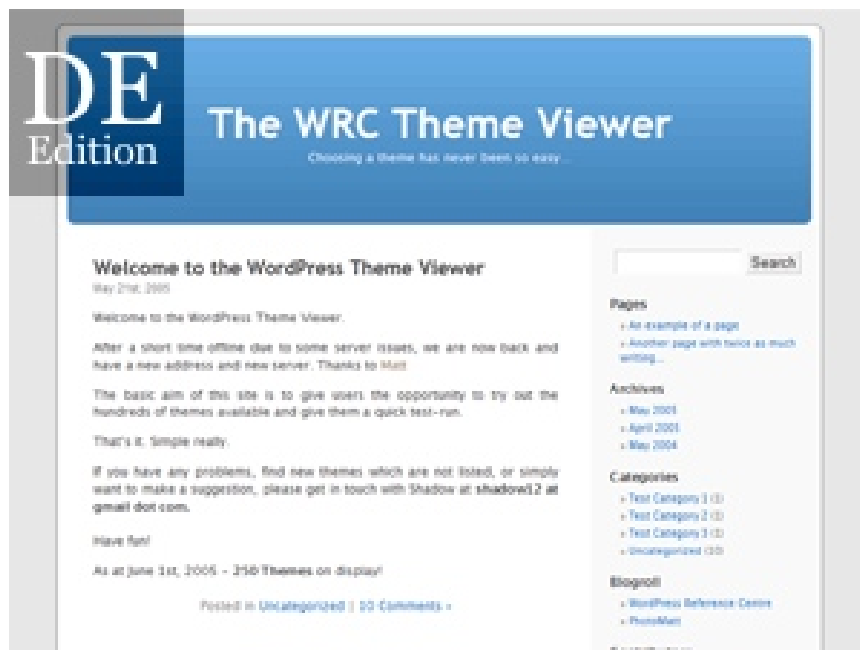 DE
Edition
The WRC Theme Viewer
Choosing a theme has never been so easy...
Welcome to the WordPress Theme Viewer
May 21st, 2005
Welcome to the WordPress Theme Viewer.
After a short time offline due to some server issues, we are now back and
have a new address and new server. Thanks to Matt
The basic aim of this site is to give users the opportunity to try out the
hundreds of themes available and give them a quick test-run.
That's it. Simple really.
If you have any problems, find new themes which are not listed, or simply
want to make a suggestion, please get in touch with Shadow at shadow12 at
gmail dot com.
Have fun!
As at June 1st, 2005 - 250 Themes on display!
Posted in Uncategorized | 10 Comments »
Search
Pages
» An example of a page
» Another page with twice as much
writing...
Archives
» May 2005
» April 2005
» May 2004
Categories
» Test Category 1 (1)
» Test Category 2 (1)
» Test Category 3 (1)
» Uncategorized (10)
Blogroll
» WordPress Reference Centre
» PhotoMatt